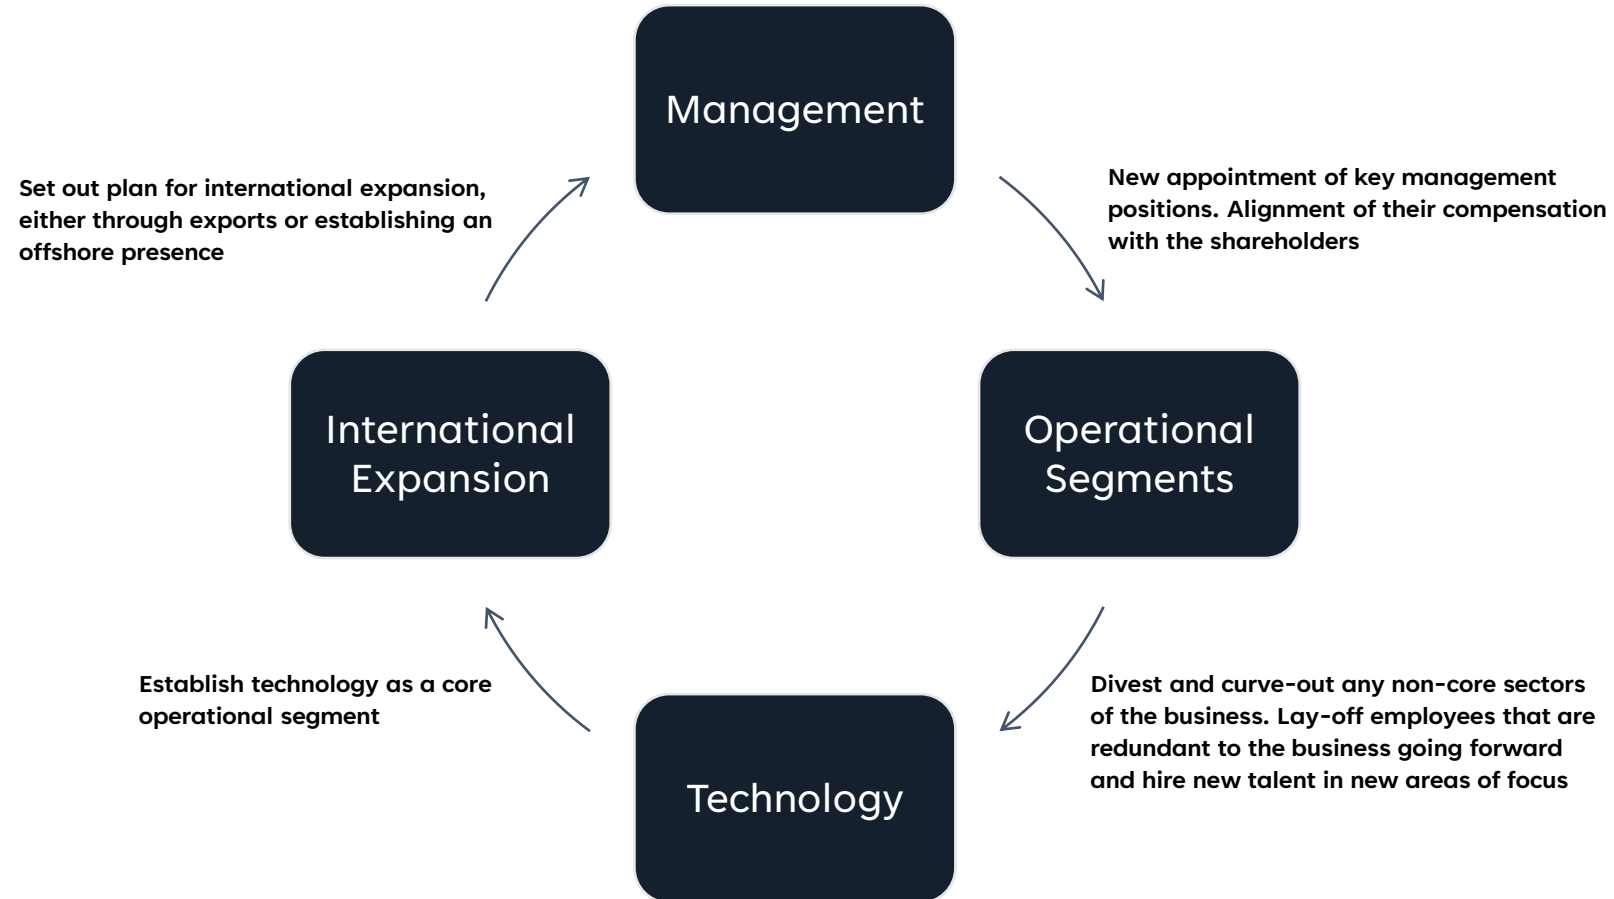 Management
New appointment of key management
positions. Alignment of their compensation
with the shareholders
Operational
Segments
Divest and curve-out any non-core sectors
of the business. Lay-off employees that are
redundant to the business going forward
and hire new talent in new areas of focus
Technology
Establish technology as a core
operational segment
International
Expansion
Set out plan for international expansion,
either through exports or establishing an
offshore presence